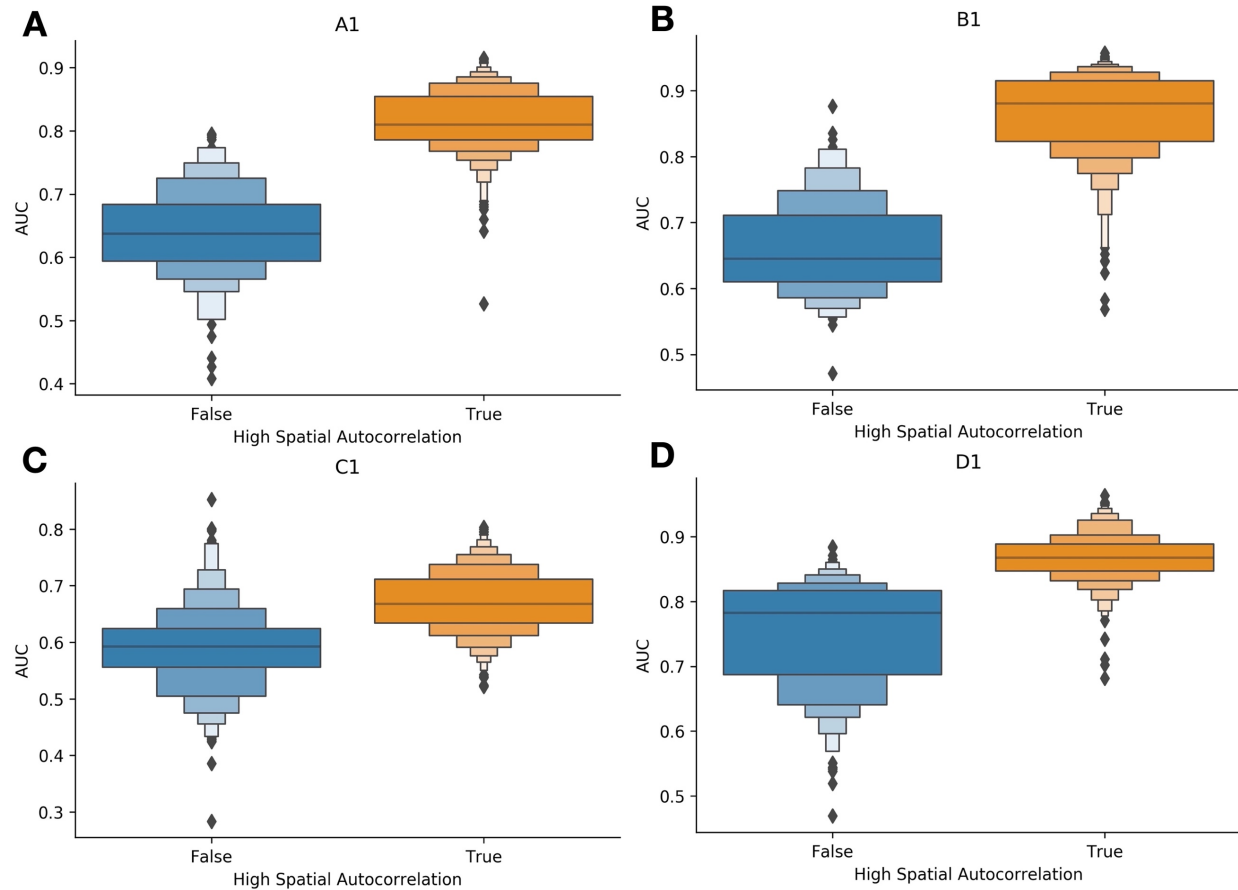 A
A1
0.9
0.8
0.7
0.6
0.5
0.4
AUC
False
True
High Spatial Autocorrelation
B
B1
0.9
0.8
0.7
0.6
0.5
AUC
False
True
High Spatial Autocorrelation
C
C1
0.8
0.7
0.6
0.5
0.4
0.3
AUC
False
True
High Spatial Autocorrelation
D
D1
0.9
0.8
0.7
0.6
0.5
AUC
False
True
High Spatial Autocorrelation